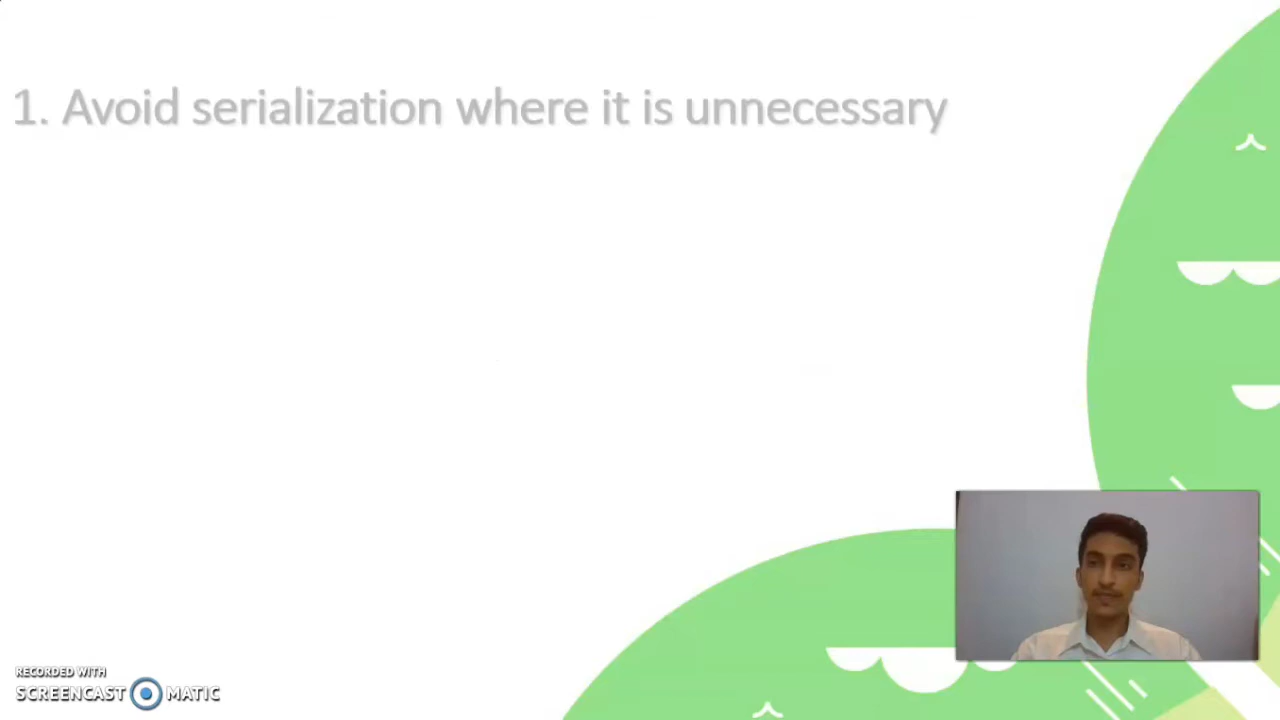 1. Avoid serialization where it is unnecessary
RECORDED WITH
SCREENCAST MATIC